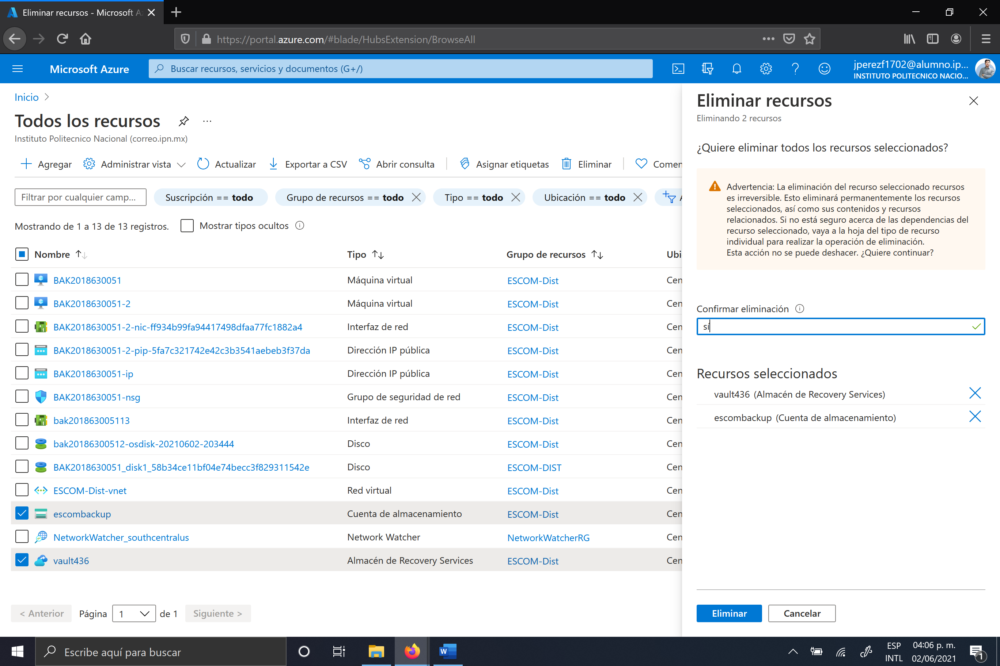 Eliminar recursos - Microsoft A
https://portal.azure.com/#blade/HubsExtension/BrowseAll
Microsoft Azure
Buscar recursos, servicios y documentos (G+/)
jperezf1702@alumno.ip...
INSTITUTO POLITECNICO NACIO...
Inicio
Todos los recursos
Instituto Politecnico Nacional (correo.ipn.mx)
Agregar Administrar vista Actualizar Exportar a CSV Abrir consulta Asignar etiquetas Eliminar Comen
Filtrar por cualquier camp... Suscripción == todo Grupo de recursos == todo Tipo == todo Ubicación == todo
Mostrando de 1 a 13 de 13 registros. Mostrar tipos ocultos
Nombre Tipo Grupo de recursos Ubi
BAK2018630051 Máquina virtual ESCOM-Dist Cen
BAK2018630051-2 Máquina virtual ESCOM-Dist Cen
BAK2018630051-2-nic-ff934b99fa94417498dfaa77fc1882a4 Interfaz de red ESCOM-Dist Cen
BAK2018630051-2-pip-5fa7c321742e42c3b3541aebeb3f37da Dirección IP pública ESCOM-Dist Cen
BAK2018630051-ip Dirección IP pública ESCOM-Dist Cen
BAK2018630051-nsg Grupo de seguridad de red ESCOM-Dist Cen
bak201863005113 Interfaz de red ESCOM-Dist Cen
bak20186300512-osdisk-20210602-203444 Disco ESCOM-Dist Cen
BAK2018630051_disk1_58b34ce11bf04e74becc3f829311542e Disco ESCOM-DIST Cen
ESCOM-Dist-vnet Red virtual ESCOM-Dist Cen
escombackup Cuenta de almacenamiento ESCOM-Dist Cen
NetworkWatcher_southcentralus Network Watcher NetworkWatcherRG Cen
vault436 Almacén de Recovery Services ESCOM-Dist Cen
< Anterior Página 1 de 1 Siguiente >
Eliminar recursos
Eliminando 2 recursos
¿Quiere eliminar todos los recursos seleccionados?
Advertencia: La eliminación del recurso seleccionado recursos
es irreversible. Esto eliminará permanentemente los recursos
seleccionados, así como sus contenidos y recursos
relacionados. Si no está seguro acerca de las dependencias del
recurso seleccionado, vaya a la hoja del tipo de recurso
individual para realizar la operación de eliminación.
Esta acción no se puede deshacer. ¿Quiere continuar?
Confirmar eliminación
sí
Recursos seleccionados
vault436 (Almacén de Recovery Services)
escombackup (Cuenta de almacenamiento)
Eliminar Cancelar
Escribe aquí para buscar
W
ESP
INTL
04:06 p. m.
02/06/2021
1